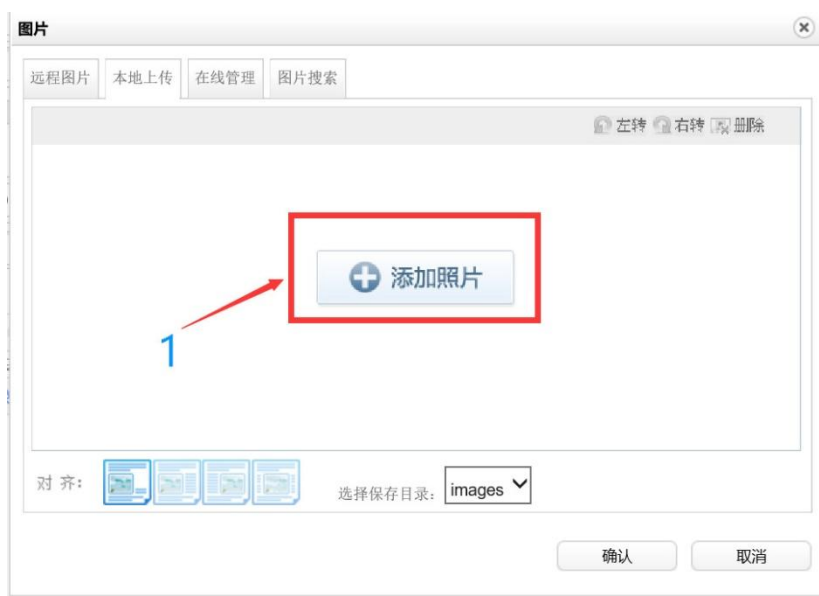 图片
远程图片 本地上传 在线管理 图片搜索
左转 右转 删除
添加照片
1
对 齐： 选择保存目录： images
确认 取消